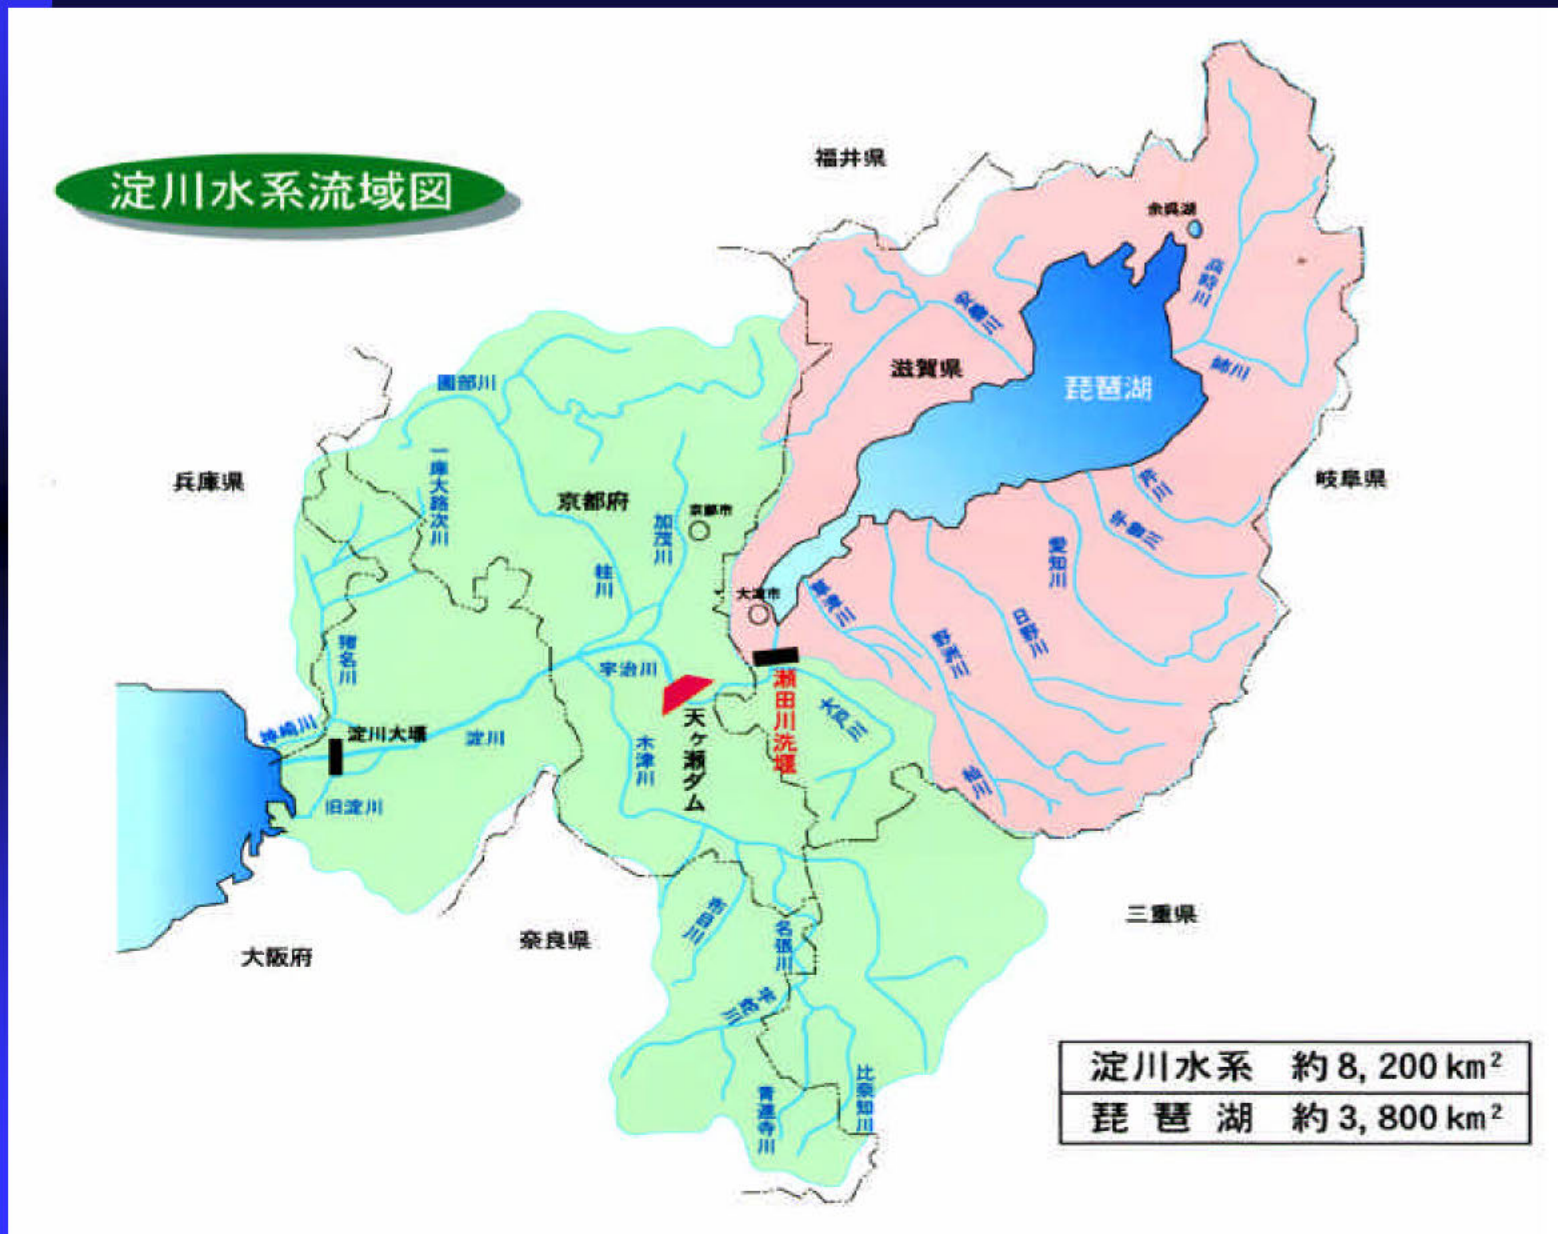 淀川水系流域図
福井県
余呉湖
高時川
安曇川
滋賀県
姉川
琵琶湖
園部川
兵庫県
一庫大路次川
京都府
京都市
加茂川
桂川
岐阜県
芹川
宇曽川
愛知川
日野川
大津市
草津川
野洲川
猪名川
宇治川
瀬田川洗堰
大戸川
天ヶ瀬ダム
神崎川
淀川大堰
淀川
木津川
旧淀川
杣川
布目川
名張川
三重県
奈良県
大阪府
宇陀川
青蓮寺川
比奈知川
淀川水系 約8,200km²
琵琶湖 約3,800km²